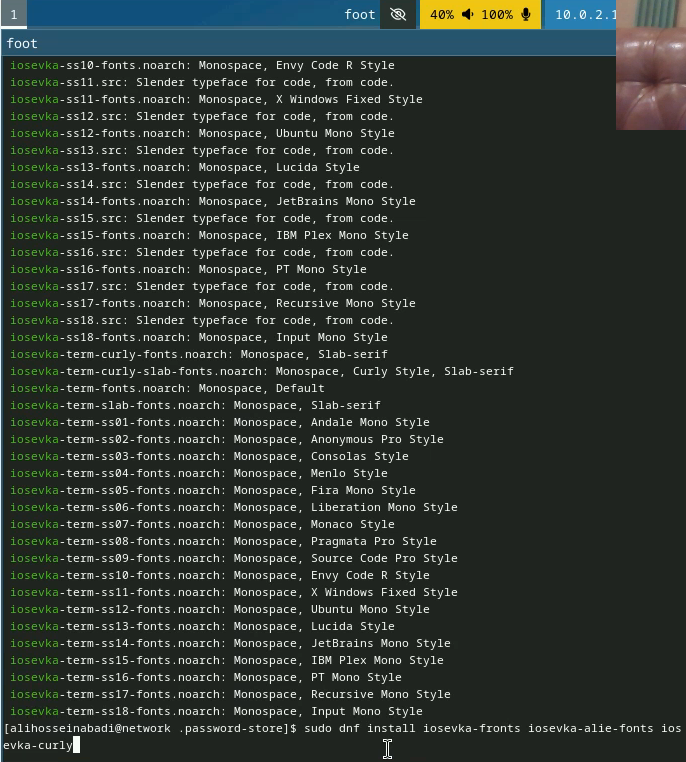 1 foot 40% 100% 10.0.2.1
foot
iosevka-ss10-fonts.noarch: Monospace, Envy Code R Style
iosevka-ss11.src: Slender typeface for code, from code.
iosevka-ss11-fonts.noarch: Monospace, X Windows Fixed Style
iosevka-ss12.src: Slender typeface for code, from code.
iosevka-ss12-fonts.noarch: Monospace, Ubuntu Mono Style
iosevka-ss13.src: Slender typeface for code, from code.
iosevka-ss13-fonts.noarch: Monospace, Lucida Style
iosevka-ss14.src: Slender typeface for code, from code.
iosevka-ss14-fonts.noarch: Monospace, JetBrains Mono Style
iosevka-ss15.src: Slender typeface for code, from code.
iosevka-ss15-fonts.noarch: Monospace, IBM Plex Mono Style
iosevka-ss16.src: Slender typeface for code, from code.
iosevka-ss16-fonts.noarch: Monospace, PT Mono Style
iosevka-ss17.src: Slender typeface for code, from code.
iosevka-ss17-fonts.noarch: Monospace, Recursive Mono Style
iosevka-ss18.src: Slender typeface for code, from code.
iosevka-ss18-fonts.noarch: Monospace, Input Mono Style
iosevka-term-curly-fonts.noarch: Monospace, Slab-serif
iosevka-term-curly-slab-fonts.noarch: Monospace, Curly Style, Slab-serif
iosevka-term-fonts.noarch: Monospace, Default
iosevka-term-slab-fonts.noarch: Monospace, Slab-serif
iosevka-term-ss01-fonts.noarch: Monospace, Andale Mono Style
iosevka-term-ss02-fonts.noarch: Monospace, Anonymous Pro Style
iosevka-term-ss03-fonts.noarch: Monospace, Consolas Style
iosevka-term-ss04-fonts.noarch: Monospace, Menlo Style
iosevka-term-ss05-fonts.noarch: Monospace, Fira Mono Style
iosevka-term-ss06-fonts.noarch: Monospace, Liberation Mono Style
iosevka-term-ss07-fonts.noarch: Monospace, Monaco Style
iosevka-term-ss08-fonts.noarch: Monospace, Pragmata Pro Style
iosevka-term-ss09-fonts.noarch: Monospace, Source Code Pro Style
iosevka-term-ss10-fonts.noarch: Monospace, Envy Code R Style
iosevka-term-ss11-fonts.noarch: Monospace, X Windows Fixed Style
iosevka-term-ss12-fonts.noarch: Monospace, Ubuntu Mono Style
iosevka-term-ss13-fonts.noarch: Monospace, Lucida Style
iosevka-term-ss14-fonts.noarch: Monospace, JetBrains Mono Style
iosevka-term-ss15-fonts.noarch: Monospace, IBM Plex Mono Style
iosevka-term-ss16-fonts.noarch: Monospace, PT Mono Style
iosevka-term-ss17-fonts.noarch: Monospace, Recursive Mono Style
iosevka-term-ss18-fonts.noarch: Monospace, Input Mono Style
[alihosseinabadi@network .password-store]$ sudo dnf install iosevka-fronts iosevka-alie-fonts ios
evka-curly